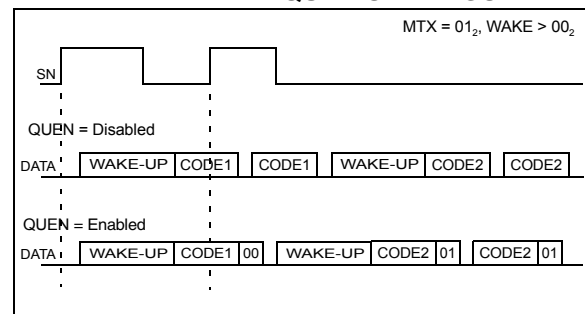 MTX = 01₂, WAKE > 00₂
SN
QUEN = Disabled
DATA WAKE-UP CODE1 CODE1 WAKE-UP CODE2 CODE2
QUEN = Enabled
DATA WAKE-UP CODE1 00 WAKE-UP CODE2 01 CODE2 01